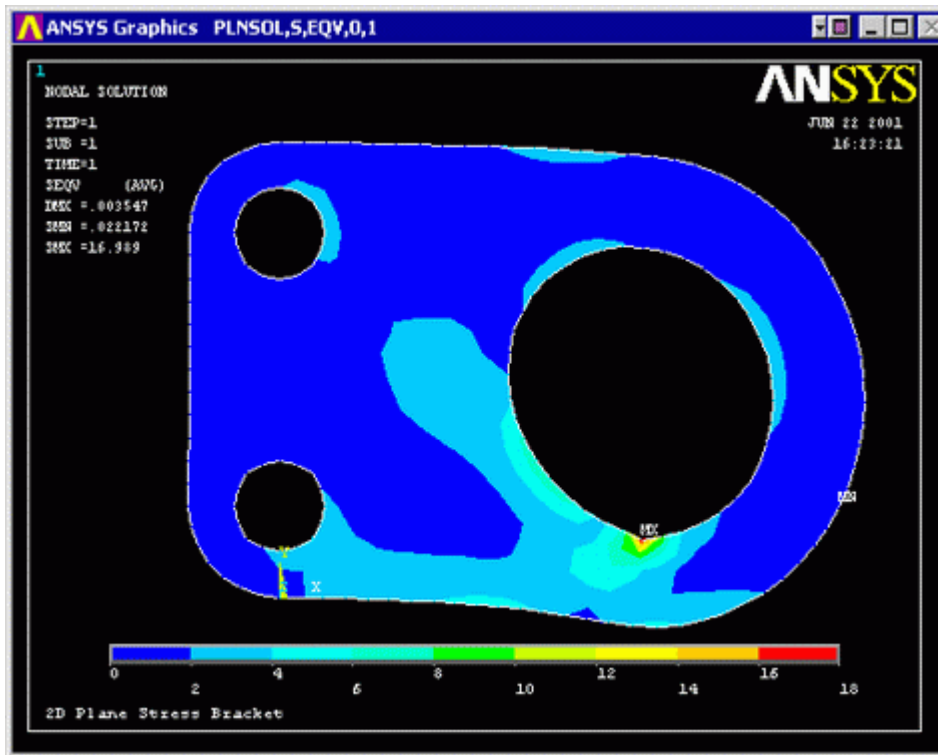 ANSYS Graphics PLNSOL,S,EQV,0,1
1
NODAL SOLUTION
STEP=1
SUB =1
TIME=1
SEQV (AVG)
DMX =.003547
SMN =.022172
SMX =16.989
ANSYS
JUN 22 2001
16:23:21
MN
MX
Y
X
0 2 4 6 8 10 12 14 16 18
2D Plane Stress Bracket